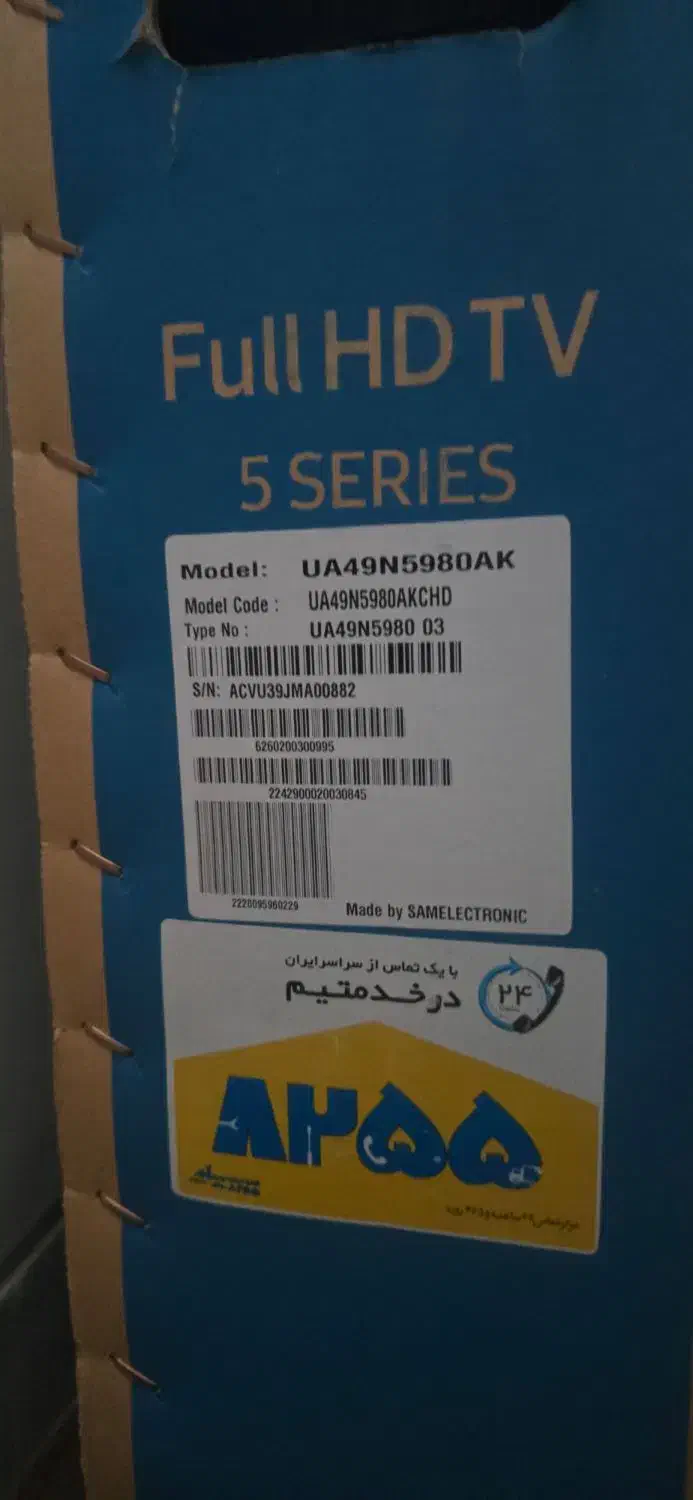 Full HD TV
5 SERIES
Model: UA49N5980AK
Model Code : UA49N5980AKCHD
Type No : UA49N5980 03
S/N: ACVU39JMA00882
6260200300995
2242900020030845
2220095960229
Made by SAMELECTRONIC
با یک تماس از سراسر ایران
در خدمتیم
۲۴
۸۲۵۵